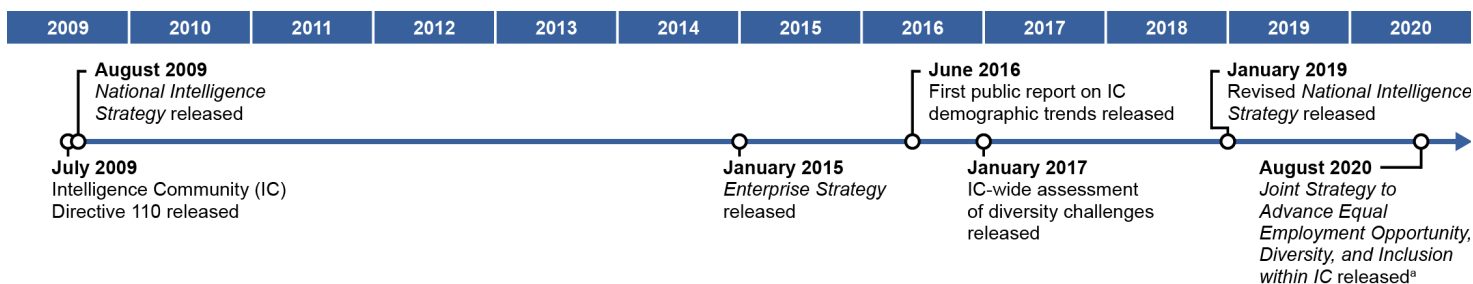 2009 2010 2011 2012 2013 2014 2015 2016 2017 2018 2019 2020
August 2009
National Intelligence
Strategy released
June 2016
First public report on IC
demographic trends released
January 2019
Revised National Intelligence
Strategy released
July 2009
Intelligence Community (IC)
Directive 110 released
January 2015
Enterprise Strategy
released
January 2017
IC-wide assessment
of diversity challenges
released
August 2020
Joint Strategy to
Advance Equal
Employment Opportunity,
Diversity, and Inclusion
within IC releasedª